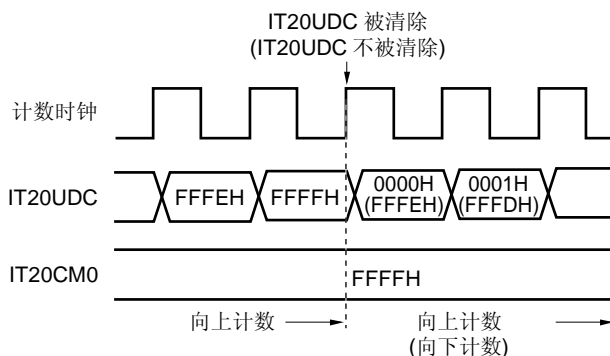 IT20UDC 被清除
(IT20UDC 不被清除)
计数时钟
IT20UDC
FFFEH
FFFFH
0000H
(FFFEH)
0001H
(FFFDH)
IT20CM0
FFFFH
向上计数
向上计数
(向下计数)